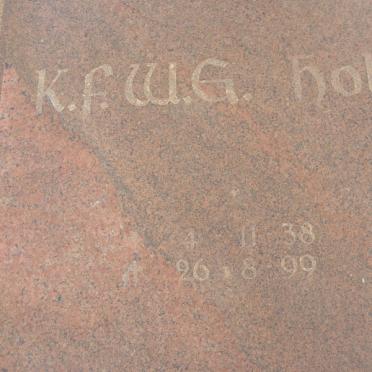 K.F.W.G. hol
* 4 11 38
† 26 8 99